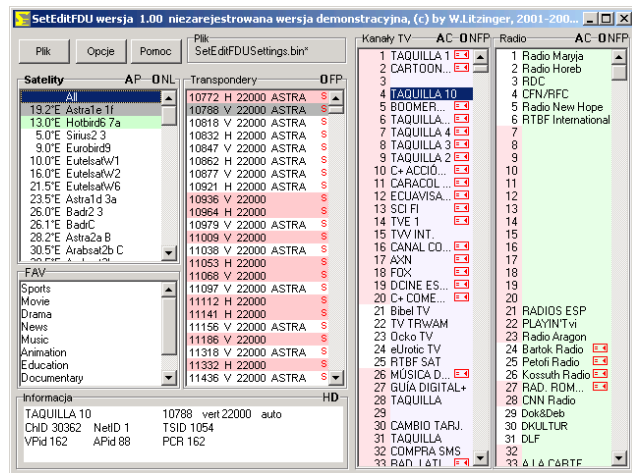 SetEditFDU wersja 1.00 niezarejestrowana wersja demonstracyjna, (c) by W.Litzinger, 2001-200...
Plik
Opcje
Pomoc
Plik
SetEditFDUSettings.bin*
Satelity AP ONL
All
19.2°E Astra1e 1f
13.0°E Hotbird6 7a
5.0°E Sirius2 3
9.0°E Eurobird9
10.0°E EutelsatW1
16.0°E EutelsatW2
21.5°E EutelsatW6
23.5°E Astra1d 3a
26.0°E Badr2 3
26.1°E BadrC
28.2°E Astra2a B
30.5°E Arabsat2b C
FAV
Sports
Movie
Drama
News
Music
Animation
Education
Documentary
Transpondery OFP
10772 H 22000 ASTRA S
10788 V 22000 ASTRA S
10818 V 22000 ASTRA S
10832 H 22000 ASTRA S
10847 V 22000 ASTRA S
10862 H 22000 ASTRA S
10877 V 22000 ASTRA S
10921 H 22000 ASTRA S
10936 V 22000 S
10964 H 22000 S
10979 V 22000 ASTRA S
11009 V 22000 S
11038 V 22000 ASTRA S
11053 H 22000 S
11068 V 22000 S
11097 V 22000 ASTRA S
11112 H 22000 S
11141 H 22000 S
11156 V 22000 ASTRA S
11186 V 22000 S
11318 V 22000 ASTRA S
11332 H 22000 S
11436 V 22000 ASTRA S
Informacja HD
TAQUILLA 10 10788 vert 22000 auto
ChID 30362 NetID 1 TSID 1054
VPid 162 APid 88 PCR 162
Kanały TV AC ONFP
1 TAQUILLA 1
2 CARTOON...
3
4 TAQUILLA 10
5 BOOMER...
6 TAQUILLA...
7 TAQUILLA 4
8 TAQUILLA 3
9 TAQUILLA 2
10 C+ ACCIÓ...
11 CARACOL ...
12 ECUAVISA...
13 SCI FI
14 TVE 1
15 TVV INT.
16 CANAL CO...
17 AXN
18 FOX
19 DCINE ES...
20 C+ COME...
21 Bibel TV
22 TV TRWAM
23 Ocko TV
24 eUrotic TV
25 RTBF SAT
26 MÚSICA D...
27 GUÍA DIGITAL+
28 TAQUILLA
29
30 CAMBIO TARJ.
31 TAQUILLA
32 COMPRA SMS
33 RAD. LATI...
Radio AC ONFP
1 Radio Maryja
2 Radio Horeb
3 RDC
4 CFN/RFC
5 Radio New Hope
6 RTBF International
7
8
9
10
11
12
13
14
15
16
17
18
19
20
21 RADIOS ESP
22 PLAYIN'Tvi
23 Radio Aragon
24 Bartok Radio
25 Petofi Radio
26 Kossuth Radio
27 RAD. ROM...
28 CNN Radio
29 Dok&Deb
30 DKULTUR
31 DLF
32
33 A LA CARTE